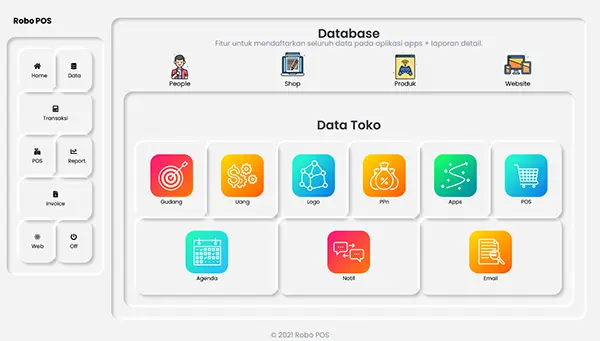 Robo POS
Home
Data
Transaksi
POS
Report
Invoice
Web
Off
Database
Fitur untuk mendaftarkan seluruh data pada aplikasi apps + laporan detail.
People
Shop
Produk
Website
Data Toko
Gudang
Uang
Logo
PPn
Apps
POS
Agenda
Notif
Email
© 2021 Robo POS